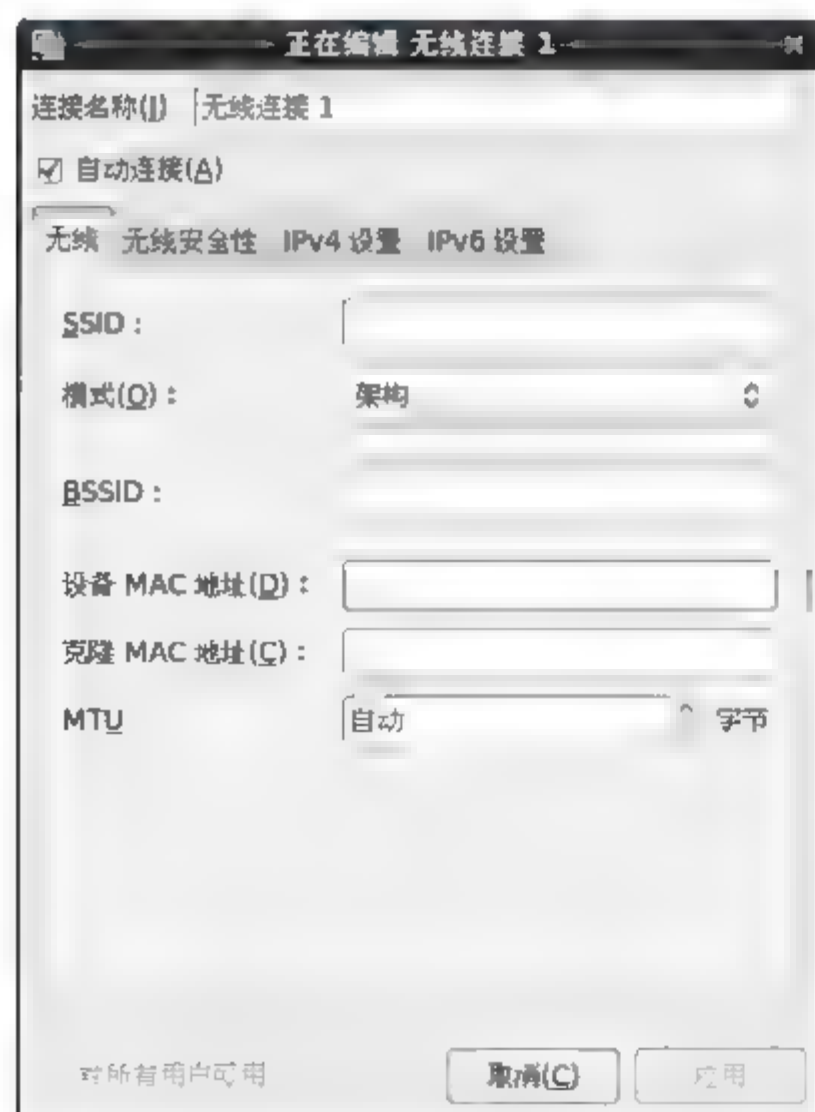 正在编辑 无线连接 1
连接名称(I) 无线连接 1
自动连接(A)
无线 无线安全性 IPv4 设置 IPv6 设置
SSID：
模式(O)： 架构
BSSID：
设备 MAC 地址(D)：
克隆 MAC 地址(C)：
MTU 自动 字节
对所有用户可用
取消(C) 应用